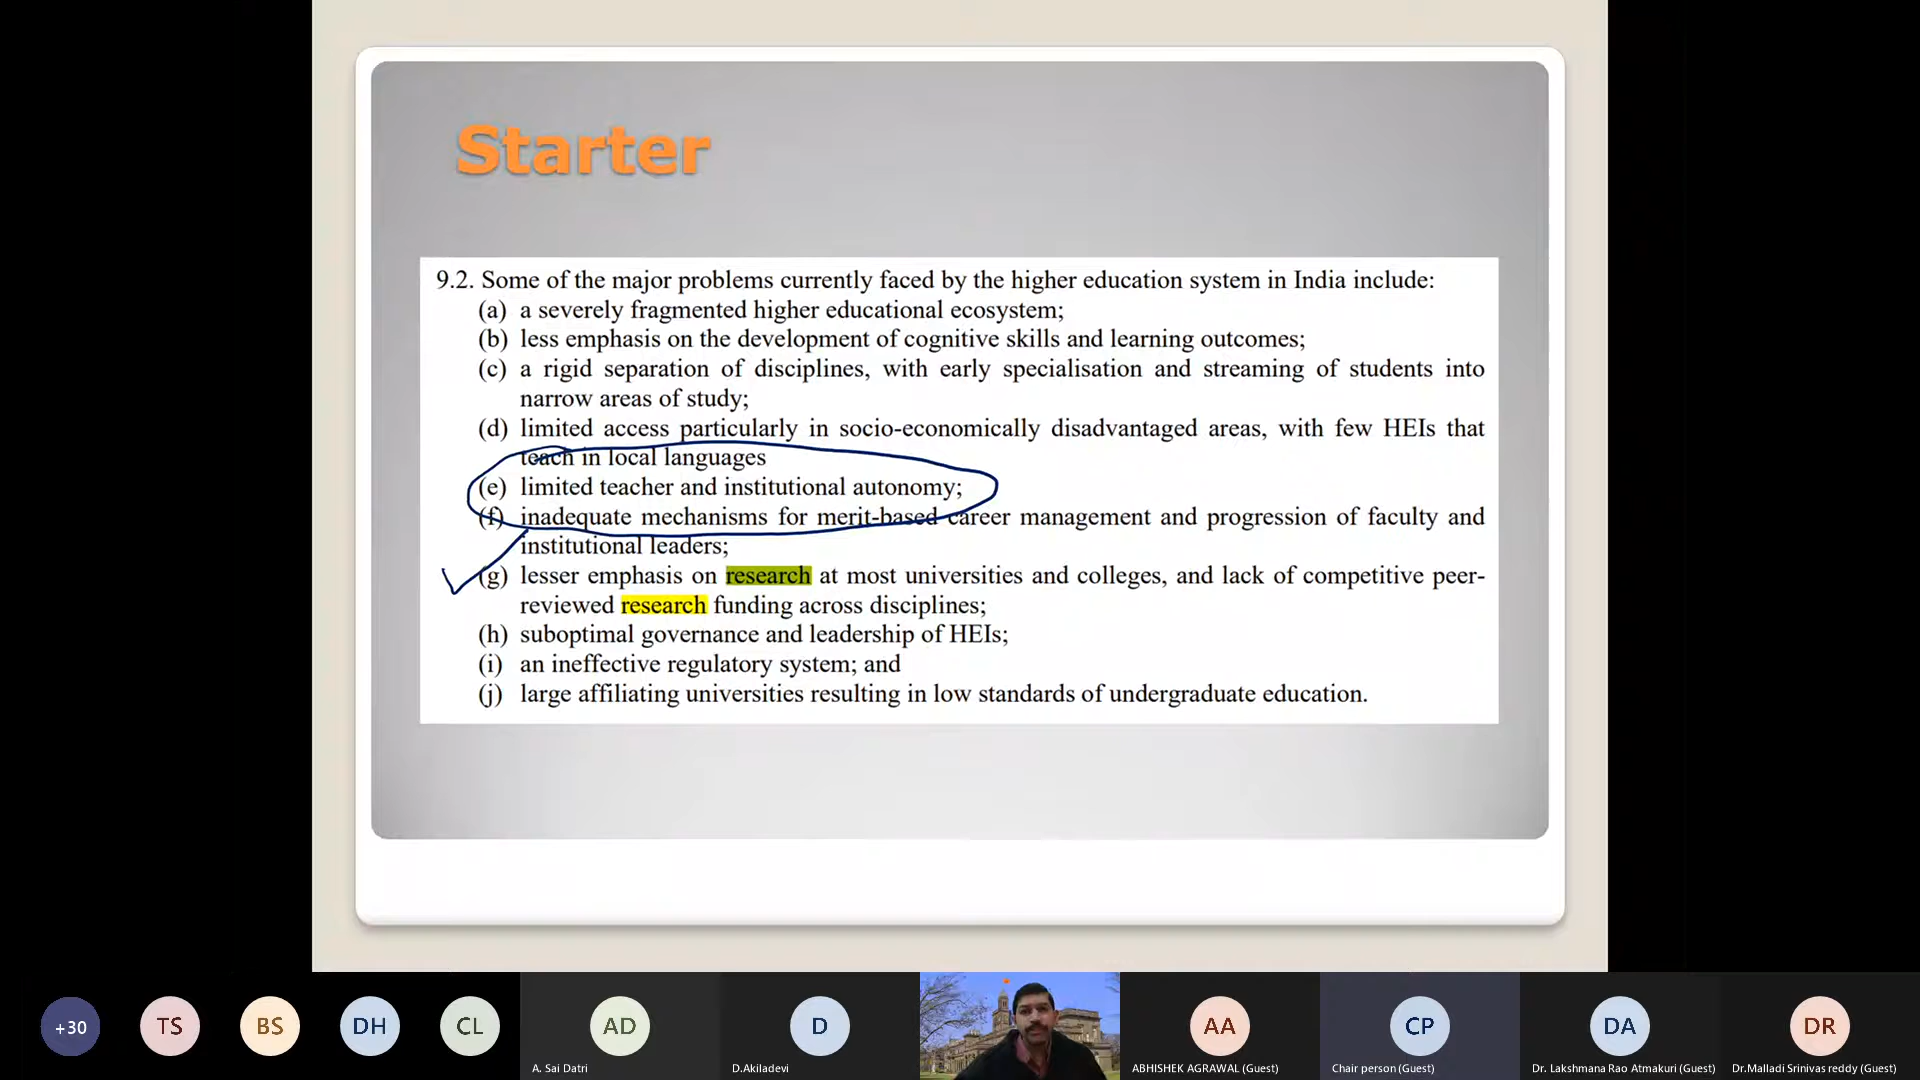 Starter
9.2. Some of the major problems currently faced by the higher education system in India include:
(a) a severely fragmented higher educational ecosystem;
(b) less emphasis on the development of cognitive skills and learning outcomes;
(c) a rigid separation of disciplines, with early specialisation and streaming of students into
narrow areas of study;
(d) limited access particularly in socio-economically disadvantaged areas, with few HEIs that
teach in local languages
(e) limited teacher and institutional autonomy;
(f) inadequate mechanisms for merit-based career management and progression of faculty and
institutional leaders;
(g) lesser emphasis on research at most universities and colleges, and lack of competitive peer-
reviewed research funding across disciplines;
(h) suboptimal governance and leadership of HEIs;
(i) an ineffective regulatory system; and
(j) large affiliating universities resulting in low standards of undergraduate education.
+30 TS BS DH CL AD D AA CP DA DR
A. Sai Datri D.Akiladevi ABHISHEK AGRAWAL (Guest) Chair person (Guest) Dr. Lakshmana Rao Atmakuri (Guest) Dr.Malladi Srinivas reddy (Guest)